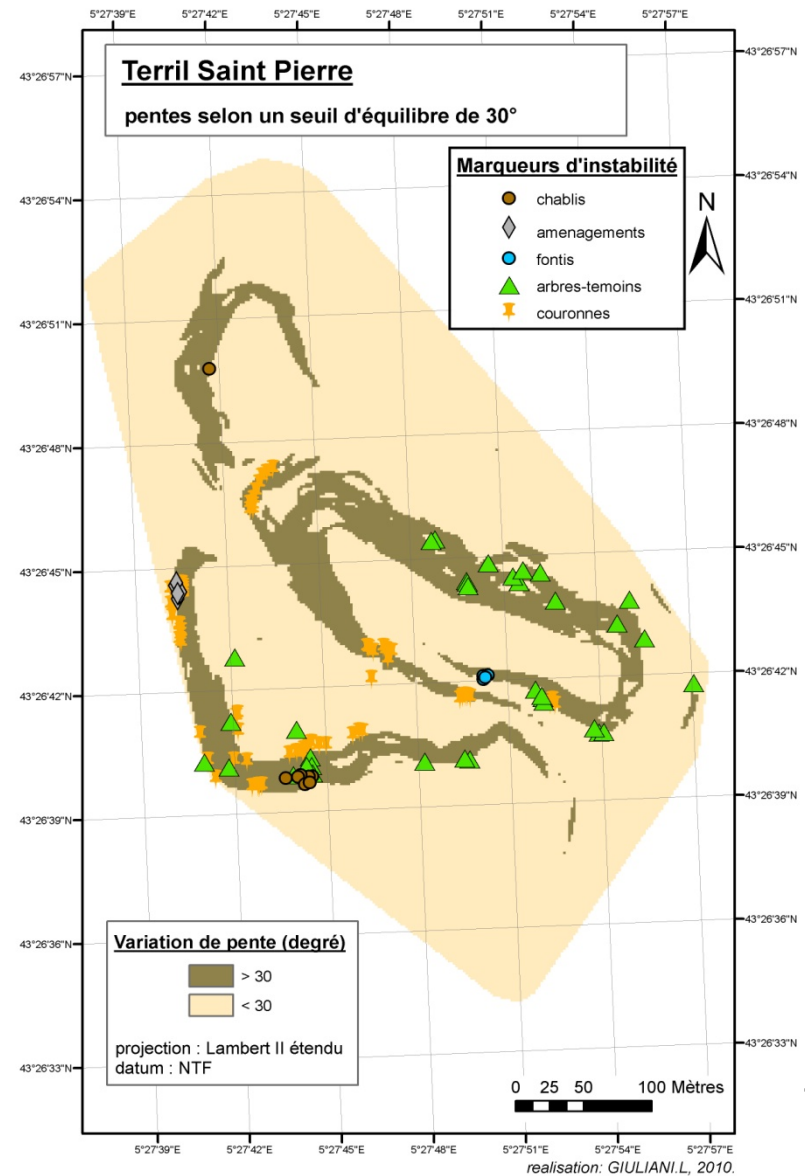 5°27'39"E 5°27'42"E 5°27'45"E 5°27'48"E 5°27'51"E 5°27'54"E 5°27'57"E
Terril Saint Pierre
pentes selon un seuil d'équilibre de 30°
Marqueurs d'instabilité
chablis
amenagements
fontis
arbres-temoins
couronnes
N
43°26'57"N
43°26'54"N
43°26'51"N
43°26'48"N
43°26'45"N
43°26'42"N
43°26'39"N
43°26'36"N
43°26'33"N
43°26'57"N
43°26'54"N
43°26'51"N
43°26'48"N
43°26'45"N
43°26'42"N
43°26'39"N
43°26'36"N
43°26'33"N
Variation de pente (degré)
> 30
< 30
projection : Lambert II étendu
datum : NTF
0 25 50 100 Mètres
5°27'39"E 5°27'42"E 5°27'45"E 5°27'48"E 5°27'51"E 5°27'54"E 5°27'57"E
realisation: GIULIANI.L, 2010.